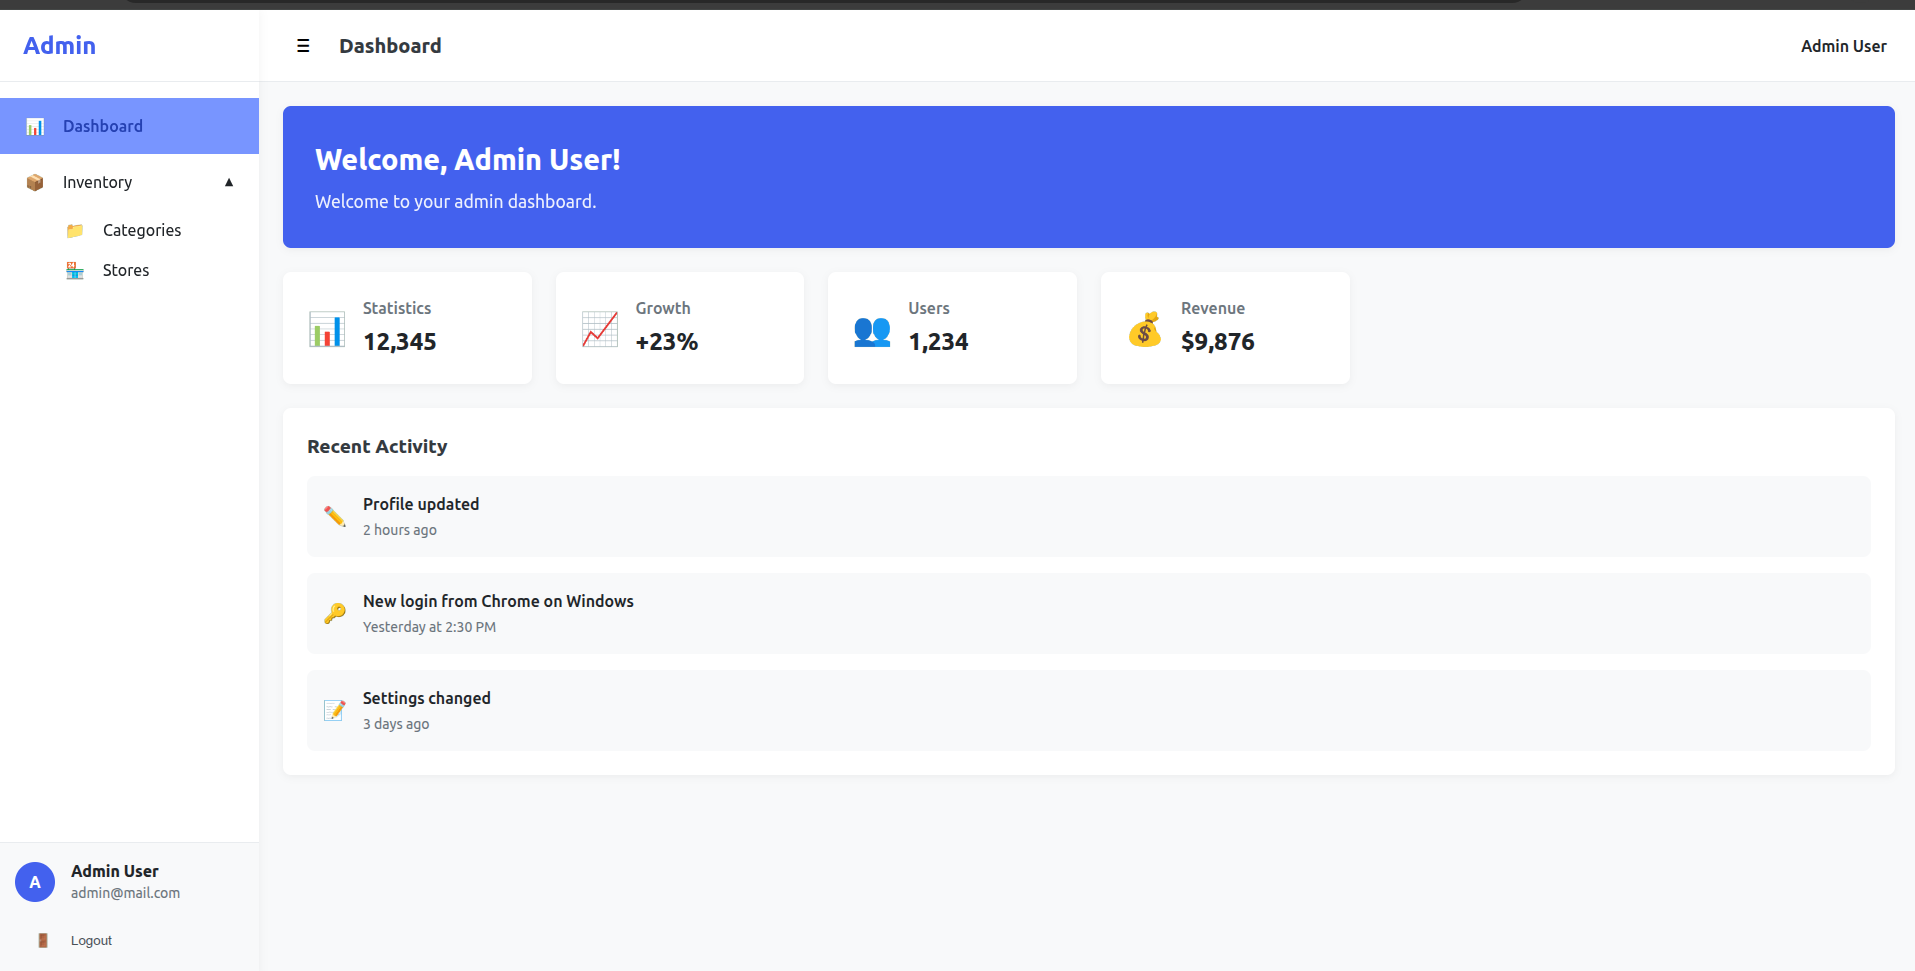 Admin
☰ Dashboard
Admin User
Dashboard
Inventory ▲
Categories
Stores
Welcome, Admin User!
Welcome to your admin dashboard.
Statistics
12,345
Growth
+23%
Users
1,234
Revenue
$9,876
Recent Activity
Profile updated
2 hours ago
New login from Chrome on Windows
Yesterday at 2:30 PM
Settings changed
3 days ago
A
Admin User
admin@mail.com
Logout